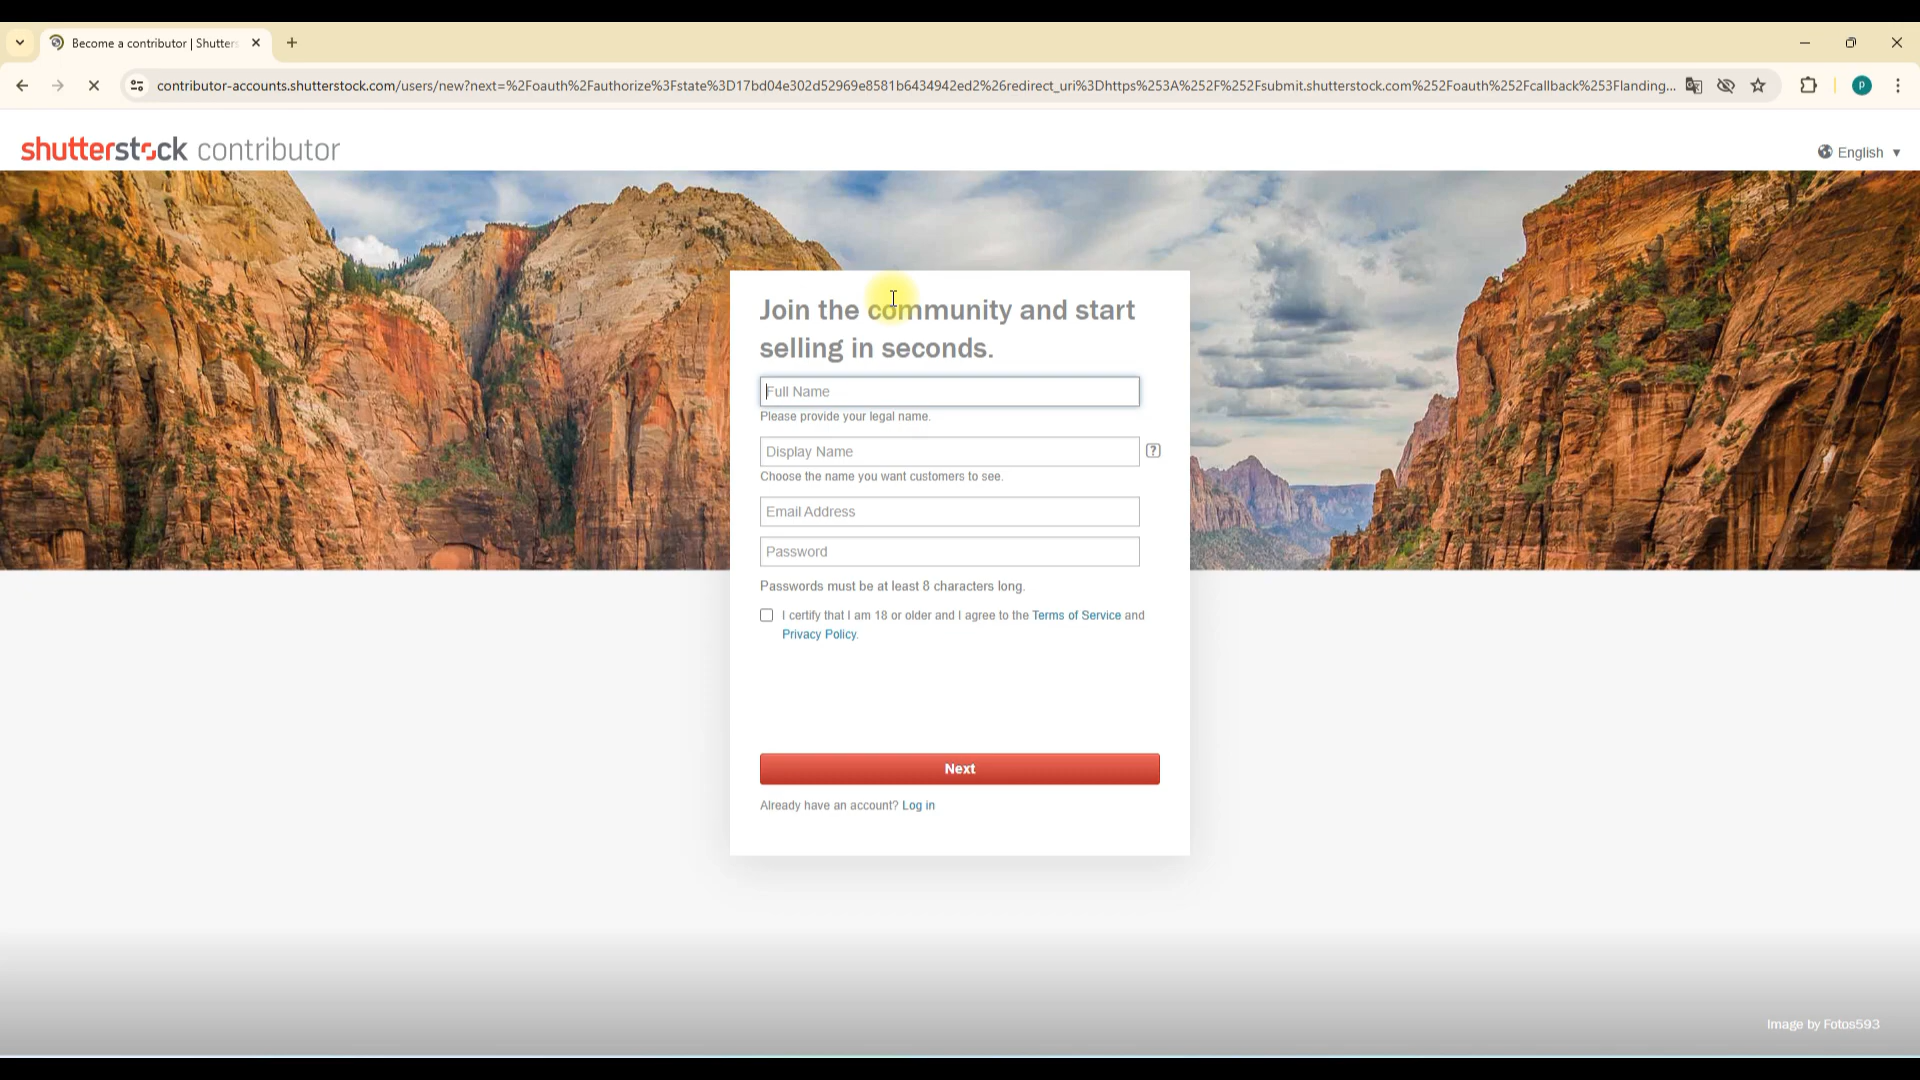 Become a contributor | Shutters
contributor-accounts.shutterstock.com/users/new?next=%2Foauth%2Fauthorize%3Fstate%3D17bd04e302d52969e8581b6434942ed2%26redirect_uri%3Dhttps%253A%252F%252Fsubmit.shutterstock.com%252Foauth%252Fcallback%253Flanding...
P
shutterstock contributor
English
Join the community and start
selling in seconds.
Full Name
Please provide your legal name.
Display Name
?
Choose the name you want customers to see.
Email Address
Password
Passwords must be at least 8 characters long.
I certify that I am 18 or older and I agree to the Terms of Service and
Privacy Policy.
Next
Already have an account? Log in
Image by Fotos593